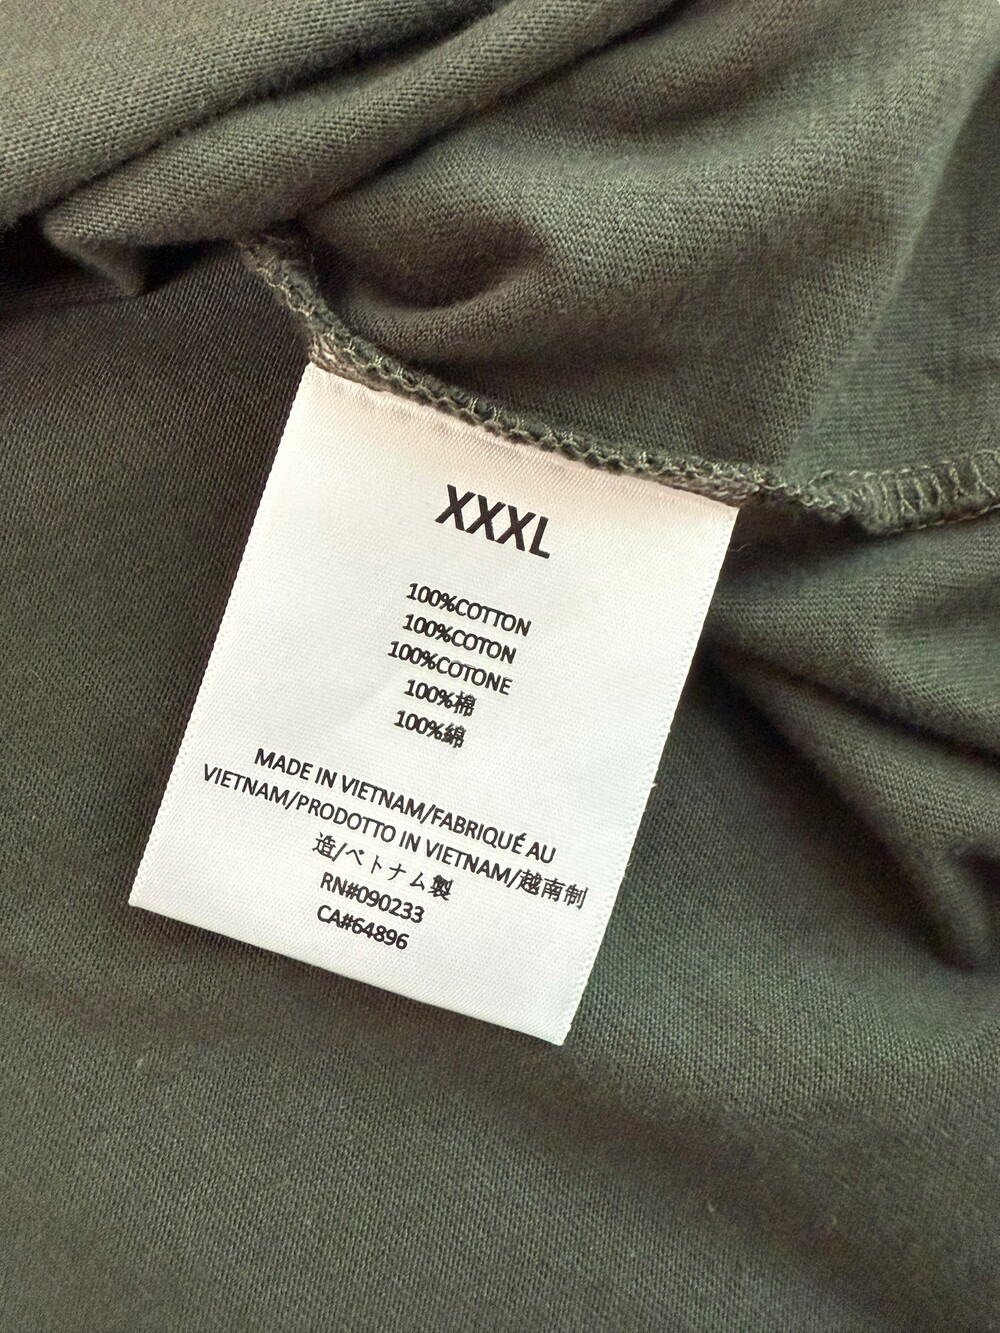 XXXL
100%COTTON
100%COTON
100%COTONE
100%棉
100%綿
MADE IN VIETNAM/FABRIQUÉ AU
VIETNAM/PRODOTTO IN VIETNAM/越南制
造/ベトナム製
RN#090233
CA#64896